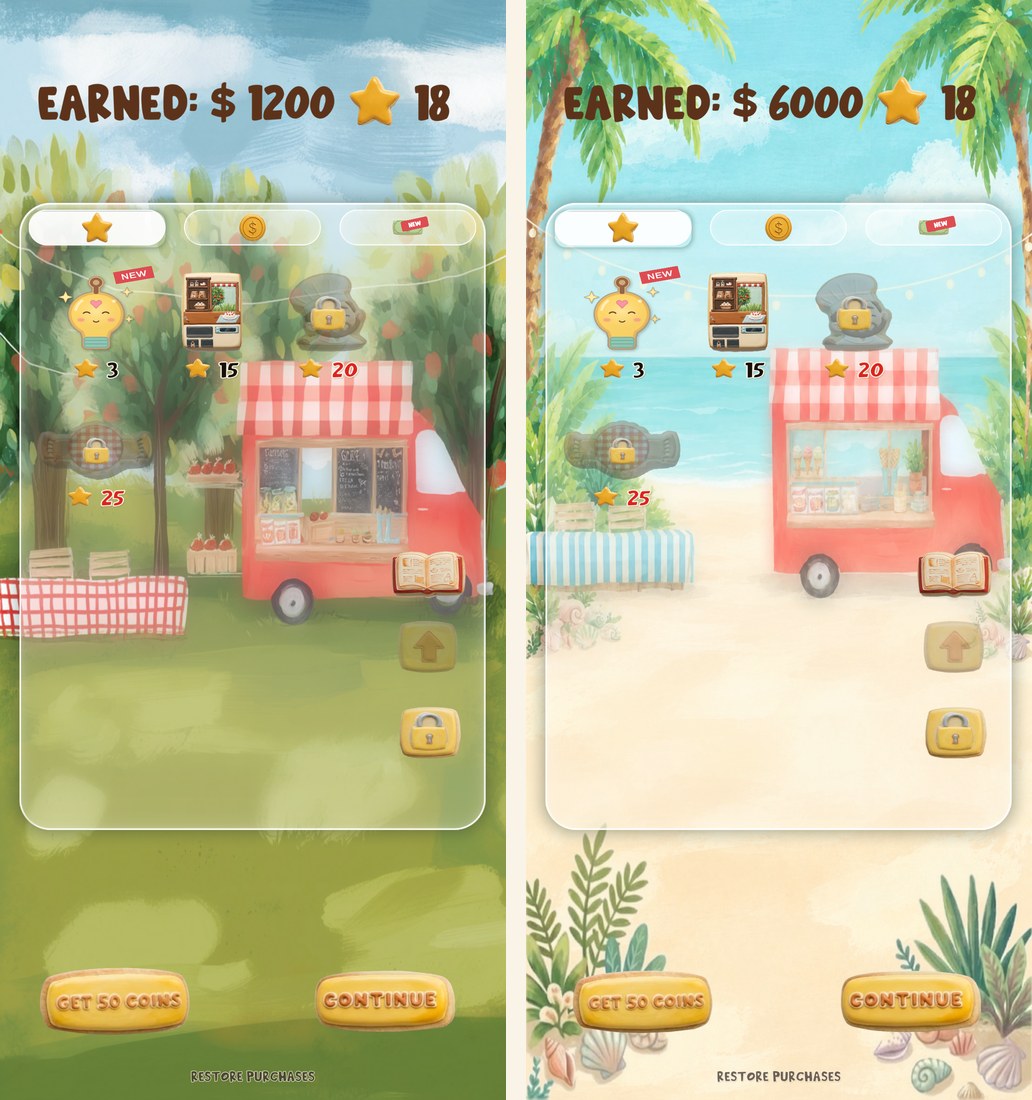 EARNED: $ 1200 18
NEW
NEW
3
15
20
25
GET 50 COINS
CONTINUE
RESTORE PURCHASES
EARNED: $ 6000 18
NEW
NEW
3
15
20
25
GET 50 COINS
CONTINUE
RESTORE PURCHASES